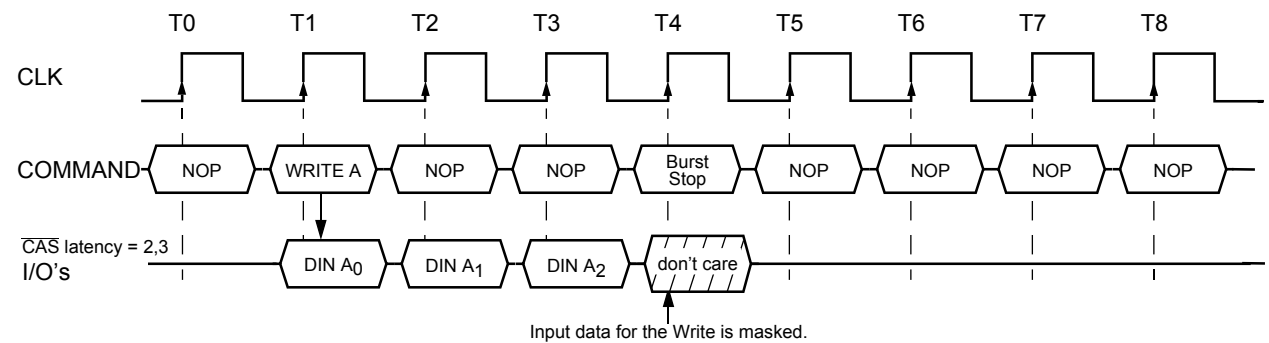 T0 T1 T2 T3 T4 T5 T6 T7 T8
CLK
COMMAND NOP WRITE A NOP NOP Burst Stop NOP NOP NOP NOP
CAS latency = 2,3
I/O's DIN A0 DIN A1 DIN A2 don't care
Input data for the Write is masked.